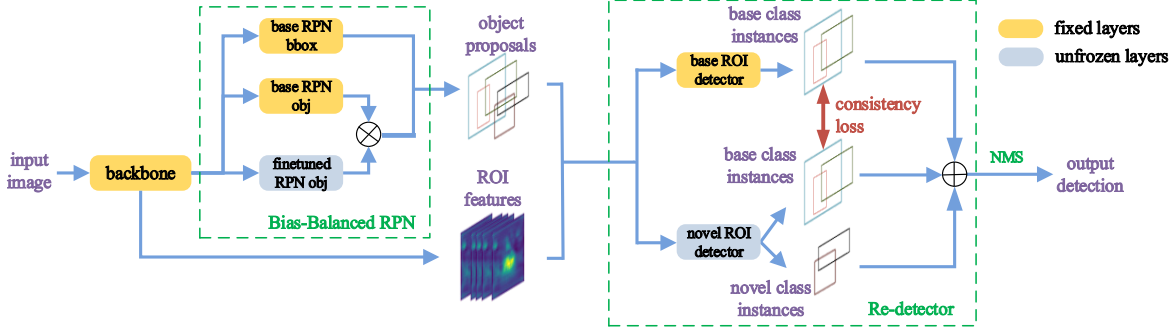 input
image
backbone
base RPN
bbox
base RPN
obj
finetuned
RPN obj
Bias-Balanced RPN
object
proposals
ROI
features
base ROI
detector
base class
instances
consistency
loss
base class
instances
novel ROI
detector
novel class
instances
Re-detector
NMS
output
detection
fixed layers
unfrozen layers